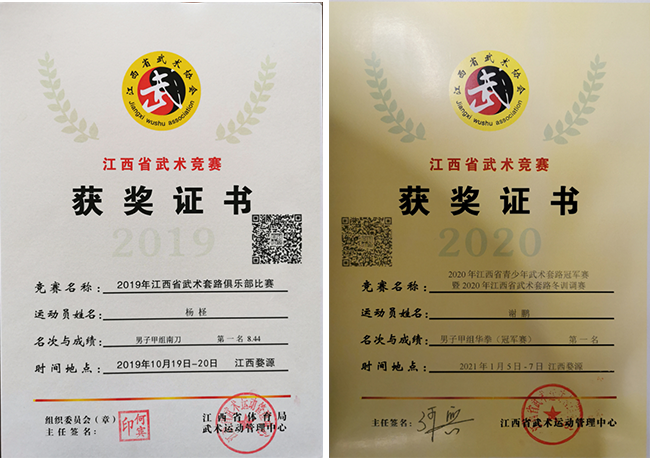 江西省武术协会
武
Jiangxi wushu association
江西省武术竞赛
获奖证书
2019
竞赛名称:2019年江西省武术套路俱乐部比赛
运动员姓名:杨柽
名次与成绩:男子甲组南刀 第一名 8.44
时间地点:2019年10月19日-20日 江西婺源
组织委员会(章)
主任签名:
江西省体育局
武术运动管理中心
江西省武术协会
武
Jiangxi wushu association
江西省武术竞赛
获奖证书
2020
竞赛名称:2020年江西省青少年武术套路冠军赛
暨2020年江西省武术套路冬训赛
运动员姓名:谢鹏
名次与成绩:男子甲组华拳(冠军赛) 第一名
时间地点:2021年1月5日-7日 江西婺源
主任签名:
江西省武术运动管理中心